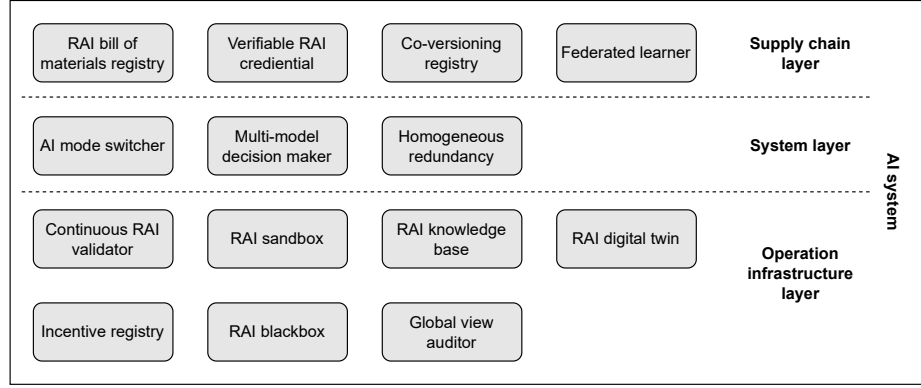 RAI bill of
materials registry
Verifiable RAI
crediential
Co-versioning
registry
Federated learner
Supply chain
layer
AI mode switcher
Multi-model
decision maker
Homogeneous
redundancy
System layer
AI system
Continuous RAI
validator
RAI sandbox
RAI knowledge
base
RAI digital twin
Operation
infrastructure
layer
Incentive registry
RAI blackbox
Global view
auditor